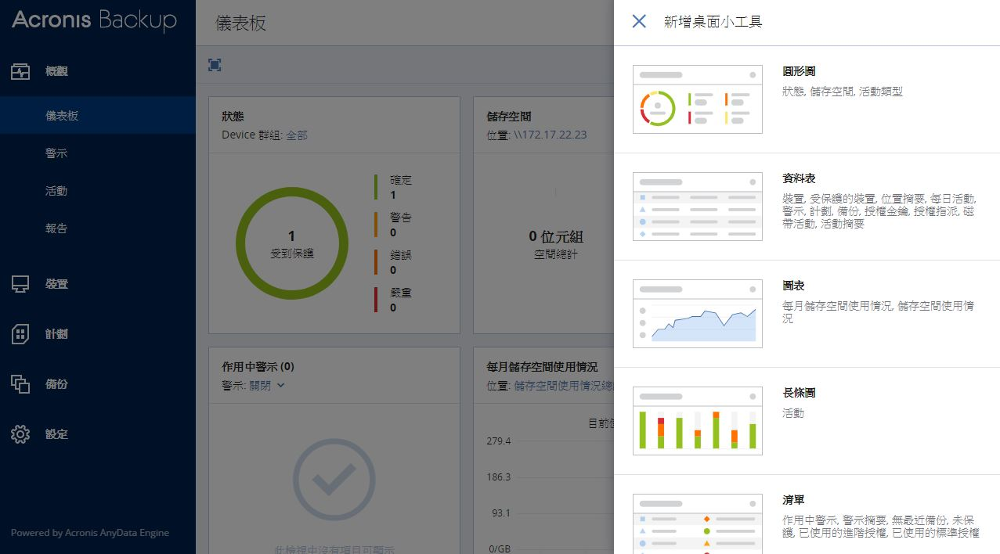 Acronis Backup
概觀
儀表板
警示
活動
報告
裝置
計劃
備份
設定
Powered by Acronis AnyData Engine
儀表板
狀態
Device 群組: 全部
1
受到保護
確定
1
警告
0
錯誤
0
嚴重
0
儲存空間
位置: \\172.17.22.23
0 位元組
空間總計
作用中警示 (0)
警示: 關閉
此檢視中沒有項目可顯示
每月儲存空間使用情況
位置: 儲存空間使用情況總
目前使
279.4
186.3
93.1
0/GB
新增桌面小工具
圓形圖
狀態, 儲存空間, 活動類型
資料表
裝置, 受保護的裝置, 位置摘要, 每日活動,
警示, 計劃, 備份, 授權金鑰, 授權指派, 磁
帶活動, 活動摘要
圖表
每月儲存空間使用情況, 儲存空間使用情
況
長條圖
活動
清單
作用中警示, 警示摘要, 無最近備份, 未保
護, 已使用的進階授權, 已使用的標準授權